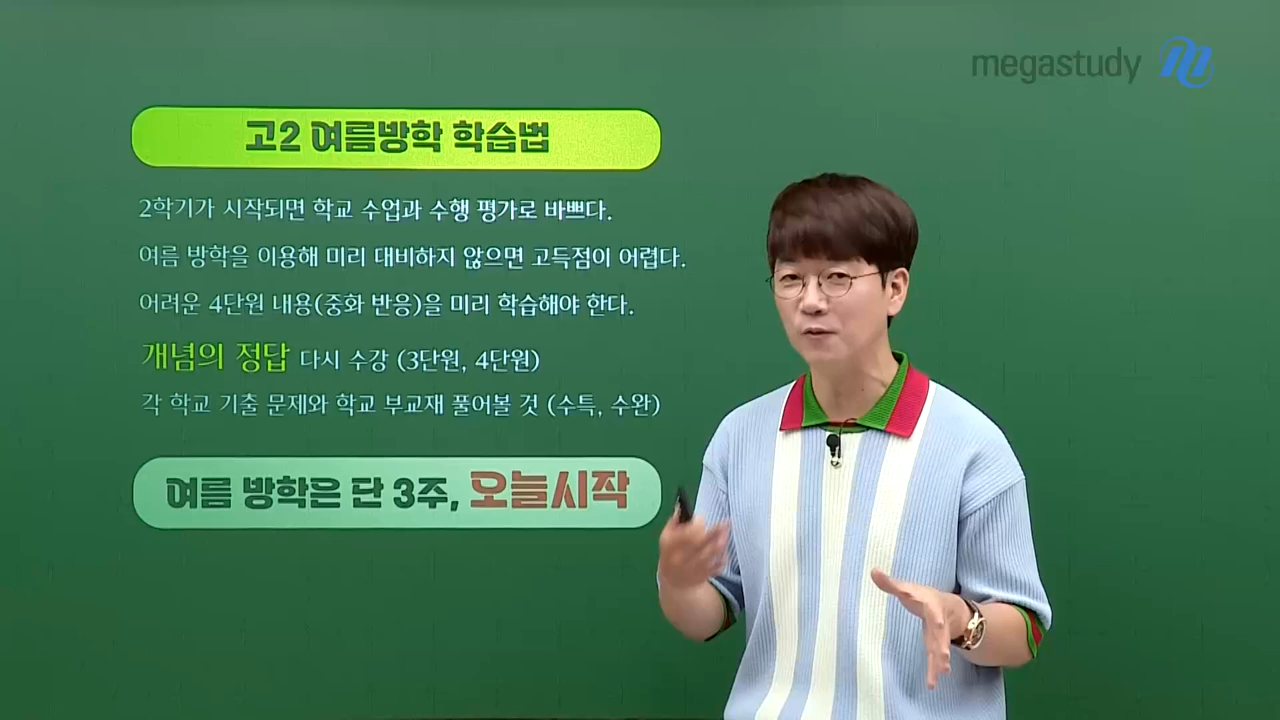 megastudy
고2 여름방학 학습법
2학기가 시작되면 학교 수업과 수행 평가로 바쁘다.
여름 방학을 이용해 미리 대비하지 않으면 고득점이 어렵다.
어려운 4단원 내용(중화 반응)을 미리 학습해야 한다.
개념의 정답 다시 수강 (3단원, 4단원)
각 학교 기출 문제와 학교 부교재 풀어볼 것 (수특, 수완)
여름 방학은 단 3주, 오늘시작